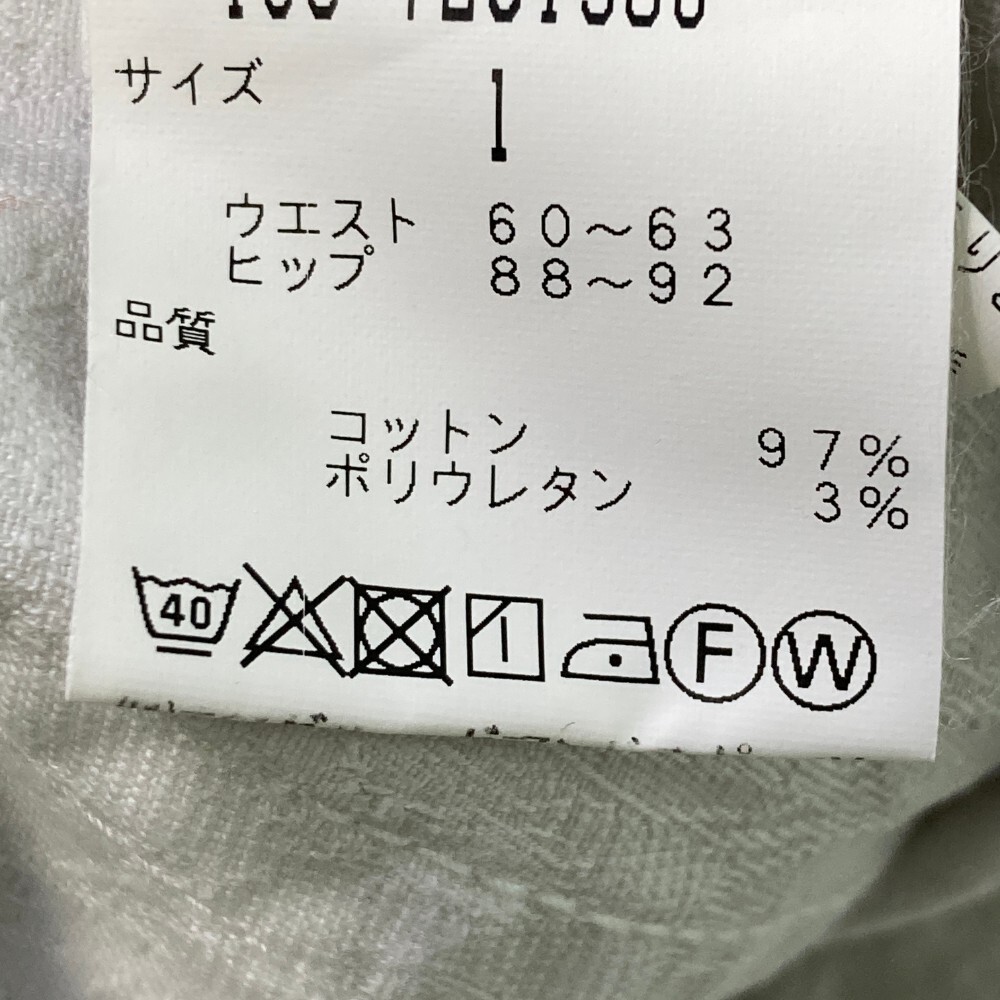 サイズ 1
ウエスト 60～63
ヒップ 88～92
品質
コットン 97%
ポリウレタン 3%
40 F W